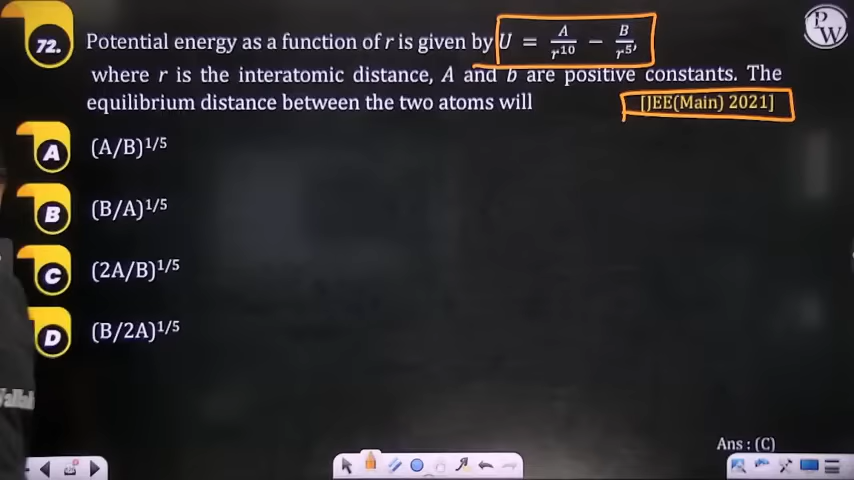 72. Potential energy as a function of r is given by U = A/r¹⁰ − B/r⁵,
where r is the interatomic distance, A and b are positive constants. The
equilibrium distance between the two atoms will [JEE(Main) 2021]
A (A/B)^1/5
B (B/A)^1/5
C (2A/B)^1/5
D (B/2A)^1/5
Ans : (C)
PW